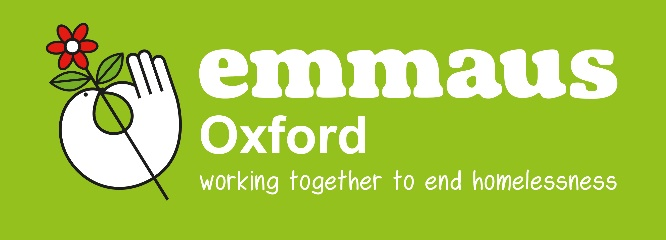 emmaus
Oxford
working together to end homelessness